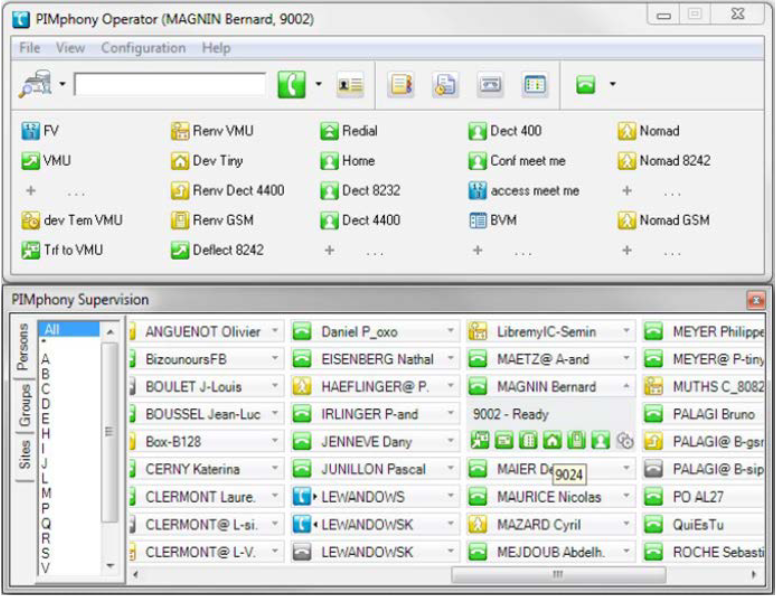 PIMphony Operator (MAGNIN Bernard, 9002)
File View Configuration Help
FV Renv VMU Redial Dect 400 Nomad
VMU Dev Tiny Home Conf meet me Nomad 8242
+ ... Renv Dect 4400 Dect 8232 access meet me + ...
dev Tem VMU Renv GSM Dect 4400 BVM Nomad GSM
Trf to VMU Deflect 8242 + ... + ... + ...
PIMphony Supervision
Persons
Groups
Sites
All
*
A
B
C
D
E
H
I
J
L
M
P
Q
R
S
V
ANGUENOT Olivier Daniel P_oxo LibremyIC-Semin MEYER Philippe
BizounoursFB EISENBERG Nathal MAETZ@ A-and MEYER@ P-tiny
BOULET J-Louis HAEFLINGER@ P. MAGNIN Bernard MUTHS C_8082
BOUSSEL Jean-Luc IRLINGER P-and 9002 - Ready PALAGI Bruno
Box-B128 JENNEVE Dany PALAGI@ B-gsr
CERNY Katerina JUNILLON Pascal MAIER De 9024 PALAGI@ B-sip
CLERMONT Laure. LEWANDOWS MAURICE Nicolas PO AL27
CLERMONT@ L-si. LEWANDOWSK MAZARD Cyril QuiEsTu
CLERMONT@ L-V. LEWANDOWSK MEJDOUB Abdelh. ROCHE Sebasti